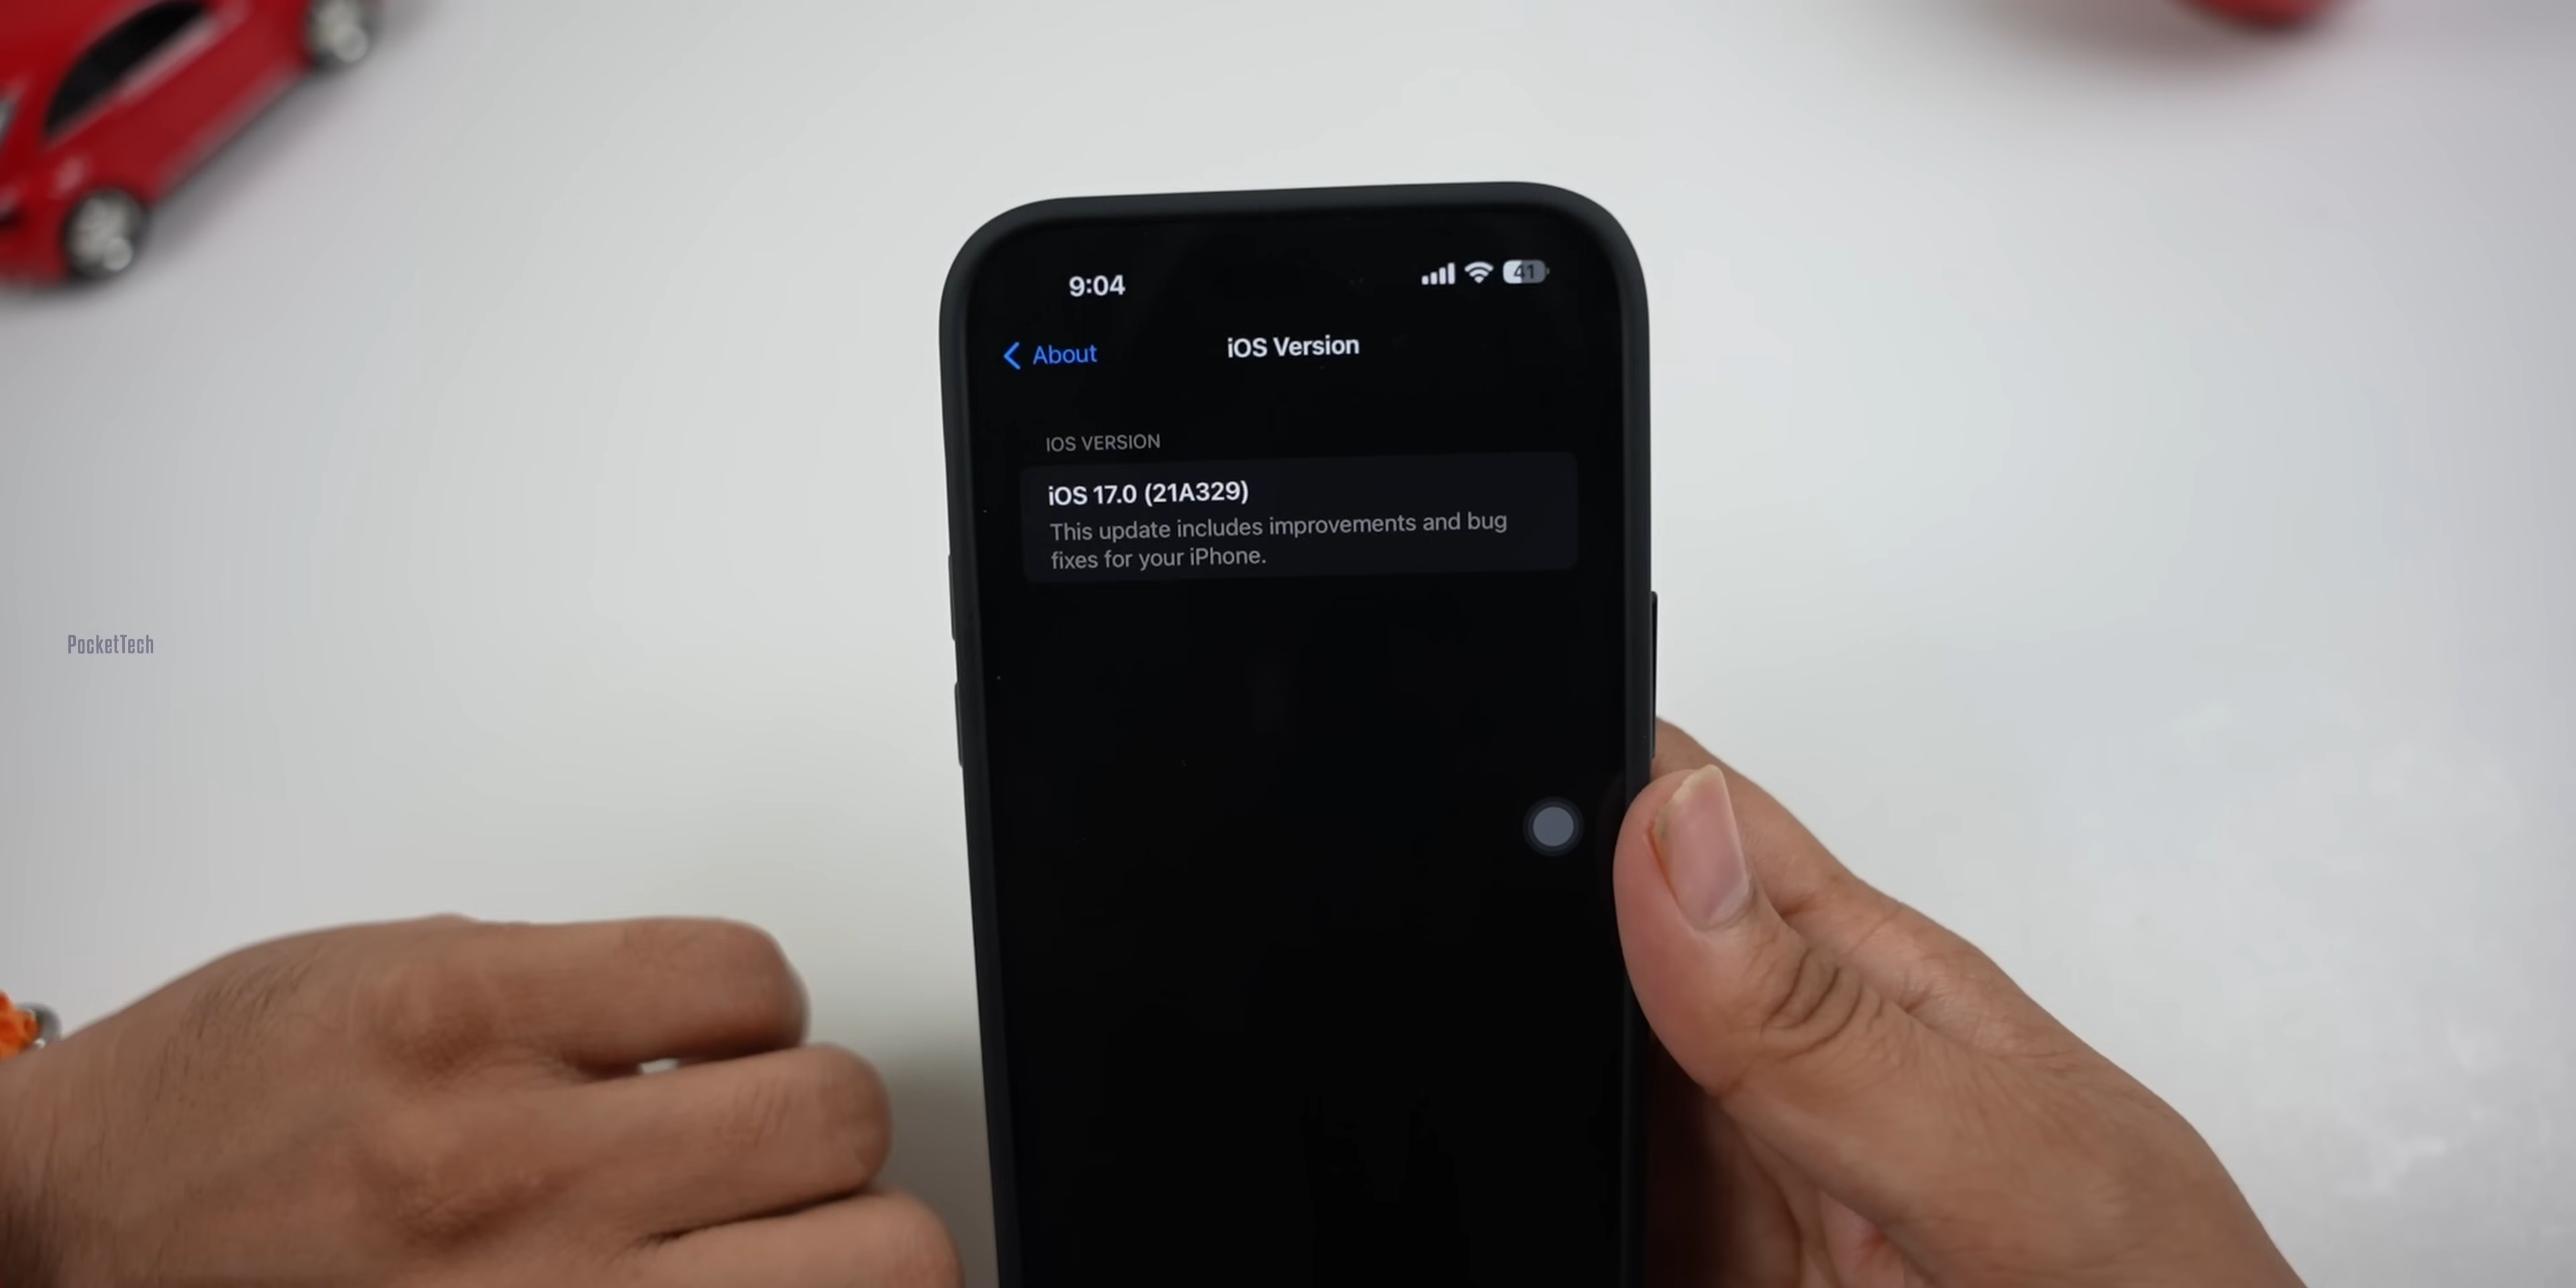 9:04
41
About
iOS Version
IOS VERSION
iOS 17.0 (21A329)
This update includes improvements and bug
fixes for your iPhone.
PocketTech